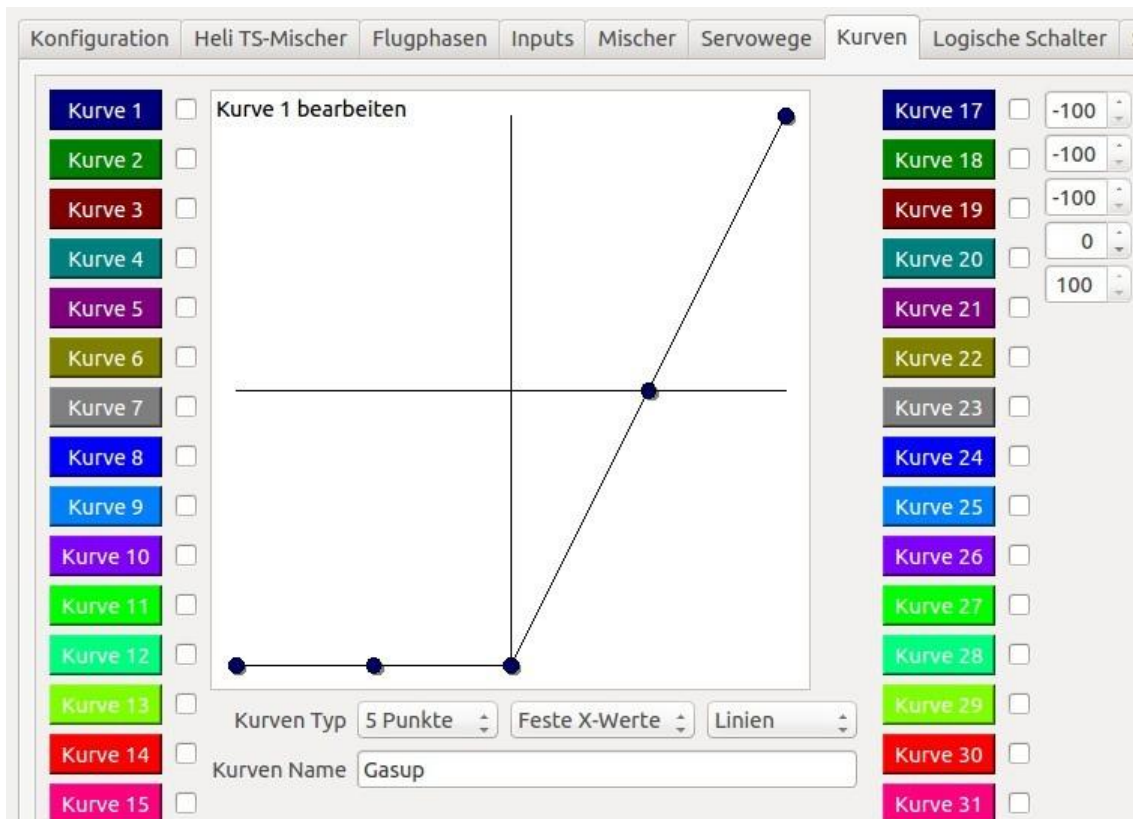 Konfiguration Heli TS-Mischer Flugphasen Inputs Mischer Servowege Kurven Logische Schalter
Kurve 1 Kurve 1 bearbeiten Kurve 17 -100
Kurve 2 Kurve 18 -100
Kurve 3 Kurve 19 -100
Kurve 4 Kurve 20 0
Kurve 5 Kurve 21 100
Kurve 6 Kurve 22
Kurve 7 Kurve 23
Kurve 8 Kurve 24
Kurve 9 Kurve 25
Kurve 10 Kurve 26
Kurve 11 Kurve 27
Kurve 12 Kurve 28
Kurve 13 Kurven Typ 5 Punkte Feste X-Werte Linien Kurve 29
Kurve 14 Kurven Name Gasup Kurve 30
Kurve 15 Kurve 31